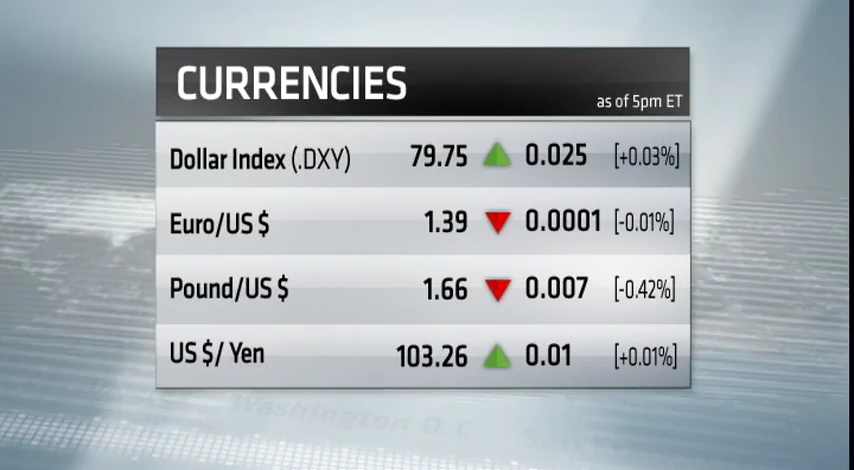 CURRENCIES
as of 5pm ET
Dollar Index (.DXY) 79.75 0.025 [+0.03%]
Euro/US $ 1.39 0.0001 [-0.01%]
Pound/US $ 1.66 0.007 [-0.42%]
US $/ Yen 103.26 0.01 [+0.01%]
Washington D.C.